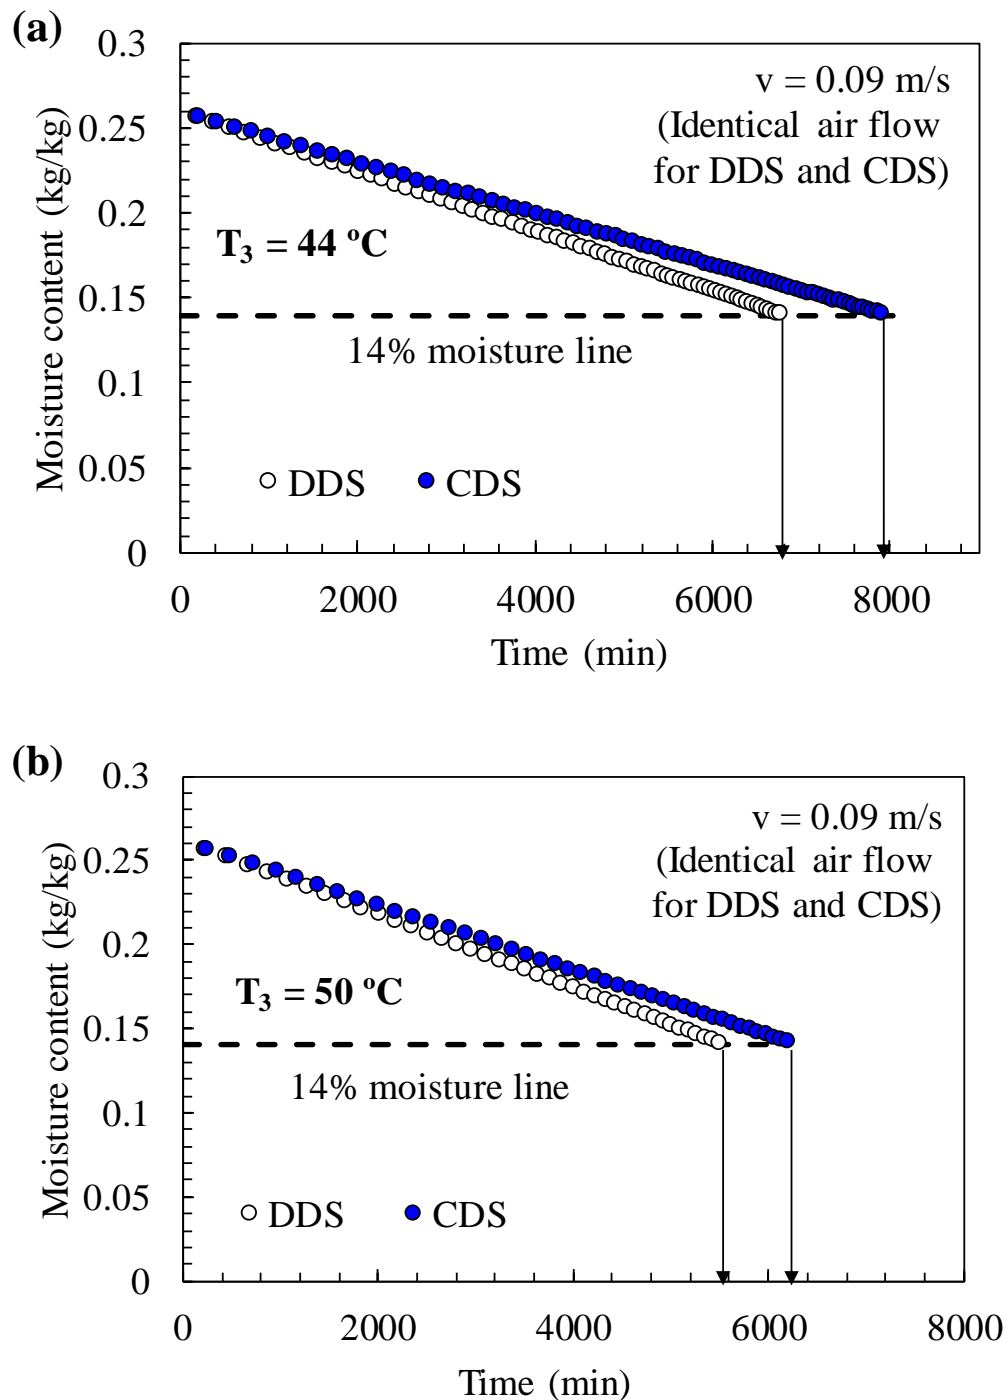 (a)
0.3
0.25
0.2
0.15
0.1
0.05
0
Moisture content (kg/kg)
v = 0.09 m/s
(Identical air flow
for DDS and CDS)
T₃ = 44 ºC
14% moisture line
DDS CDS
0 2000 4000 6000 8000
Time (min)
(b)
0.3
0.25
0.2
0.15
0.1
0.05
0
Moisture content (kg/kg)
v = 0.09 m/s
(Identical air flow
for DDS and CDS)
T₃ = 50 ºC
14% moisture line
DDS CDS
0 2000 4000 6000 8000
Time (min)